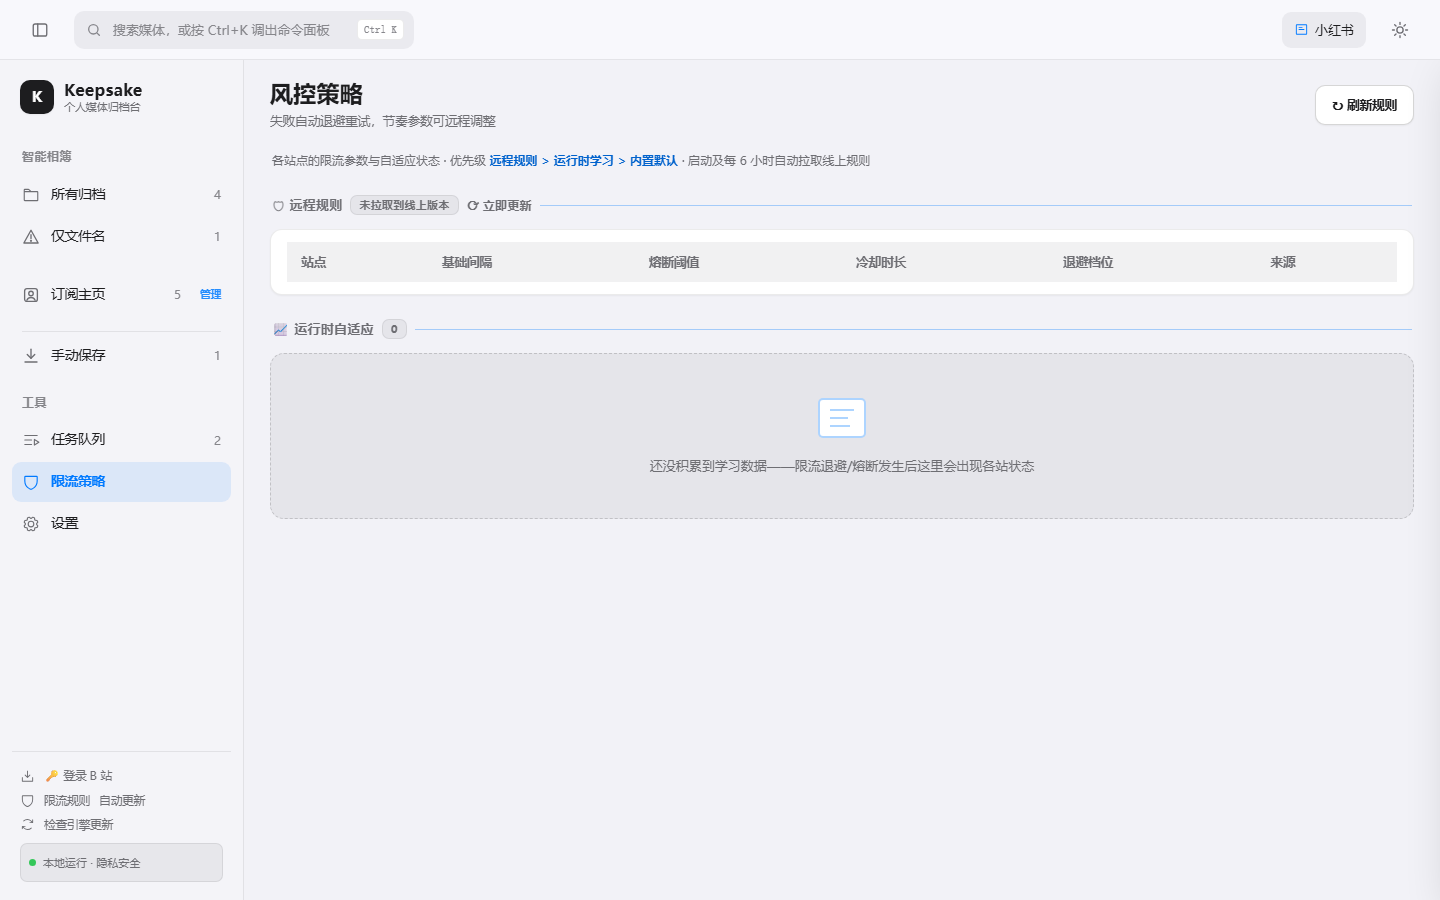 搜索媒体，或按 Ctrl+K 调出命令面板
Ctrl K
小红书
K
Keepsake
个人媒体归档台
智能相簿
所有归档 4
仅文件名 1
订阅主页 5 管理
手动保存 1
工具
任务队列 2
限流策略
设置
🔑 登录 B 站
限流规则 自动更新
检查引擎更新
本地运行 · 隐私安全
风控策略
失败自动退避重试，节奏参数可远程调整
↻ 刷新规则
各站点的限流参数与自适应状态 · 优先级 远程规则 > 运行时学习 > 内置默认 · 启动及每 6 小时自动拉取线上规则
远程规则 未拉取到线上版本 ⟳ 立即更新
站点 基础间隔 熔断阈值 冷却时长 退避档位 来源
运行时自适应 0
还没积累到学习数据——限流退避/熔断发生后这里会出现各站状态